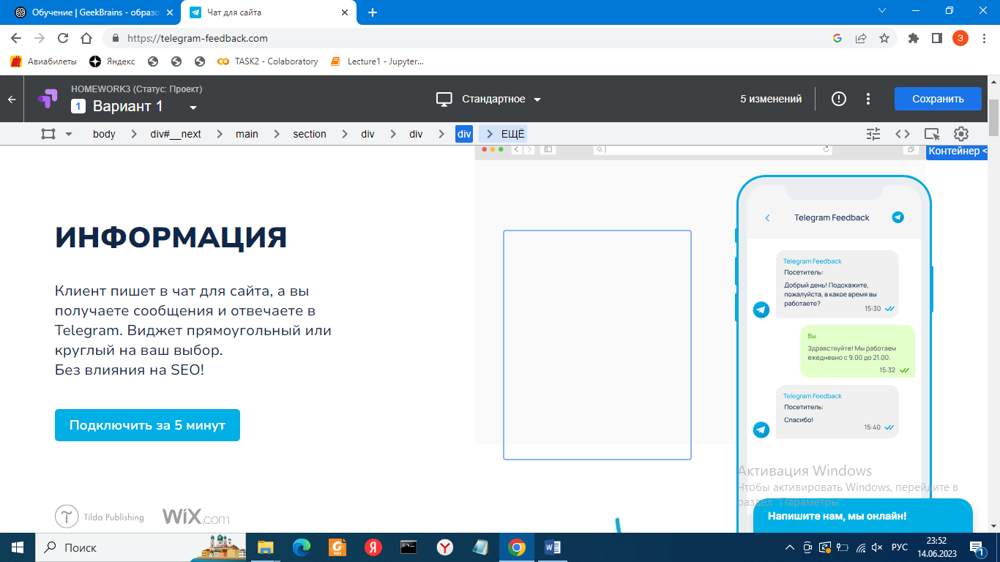 Обучение | GeekBrains - образо
Чат для сайта
https://telegram-feedback.com
З
Авиабилеты
Яндекс
TASK2 - Colaboratory
Lecture1 - Jupyter...
HOMEWORK3 (Статус: Проект)
1 Вариант 1
Стандартное
5 изменений
Сохранить
body
div#__next
main
section
div
div
div
ЕЩЁ
Контейнер <
ИНФОРМАЦИЯ
Клиент пишет в чат для сайта, а вы
получаете сообщения и отвечаете в
Telegram. Виджет прямоугольный или
круглый на ваш выбор.
Без влияния на SEO!
Подключить за 5 минут
Tilda Publishing
WiX.com
Telegram Feedback
Telegram Feedback
Посетитель:
Добрый день! Подскажите,
пожалуйста, в какое время вы
работаете?
15:30
Вы
Здравствуйте! Мы работаем
ежедневно с 9.00 до 21.00.
15:32
Telegram Feedback
Посетитель:
Спасибо!
15:40
Активация Windows
Чтобы активировать Windows, перейдите в
раздел "Параметры".
Напишите нам, мы онлайн!
Поиск
РУС
23:52
14.06.2023
1